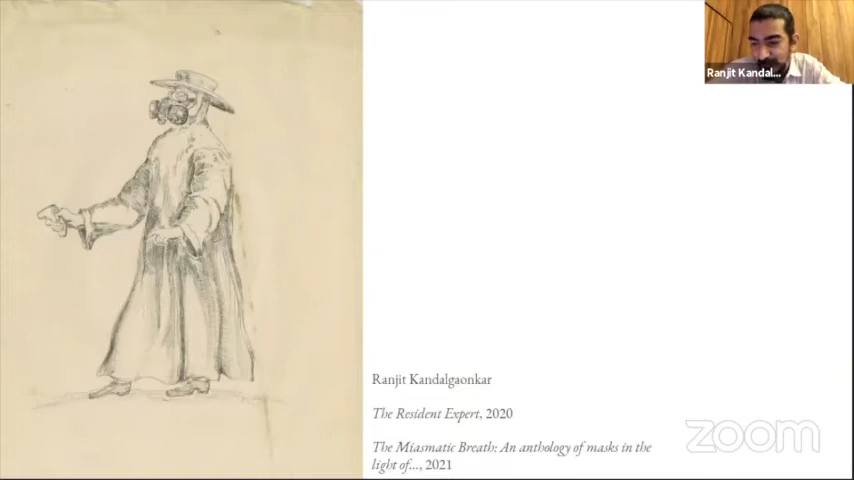 Ranjit Kandal...
Ranjit Kandalgaonkar
The Resident Expert, 2020
The Miasmatic Breath: An anthology of masks in the
light of..., 2021
zoom